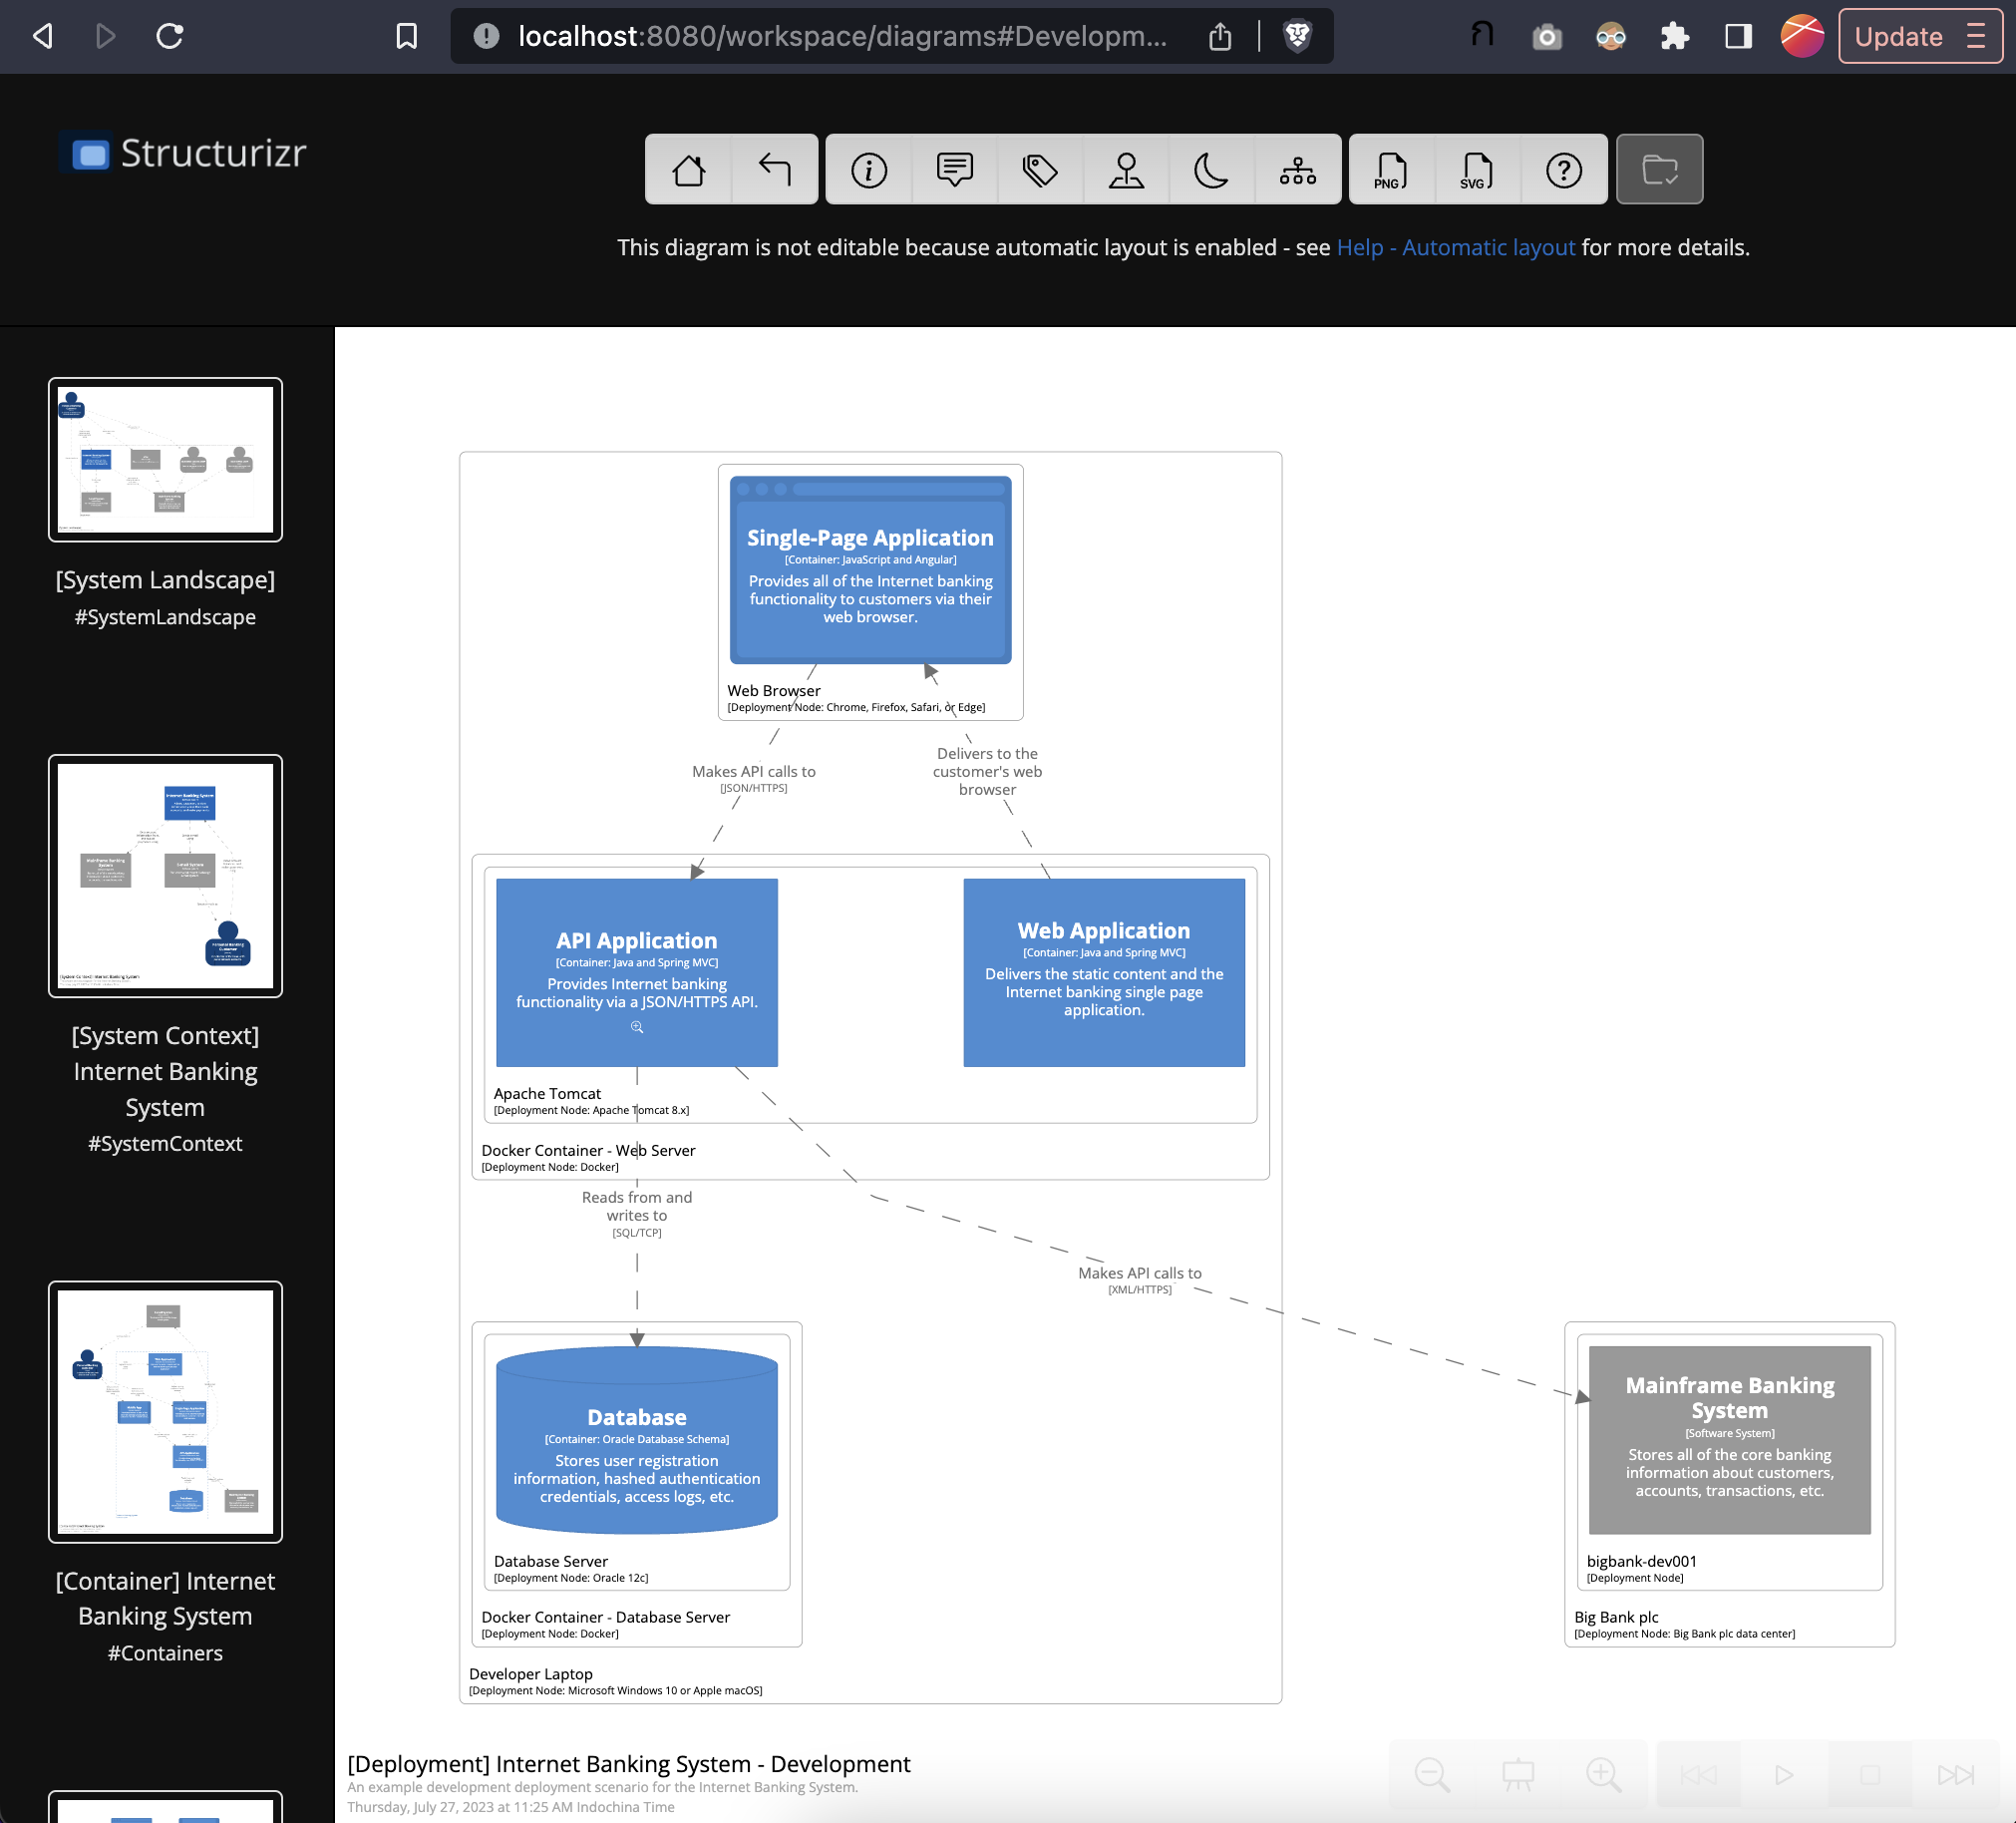 localhost:8080/workspace/diagrams#Developm...
Update
Structurizr
PNG
SVG
This diagram is not editable because automatic layout is enabled - see Help - Automatic layout for more details.
[System Landscape]
#SystemLandscape
[System Context]
Internet Banking
System
#SystemContext
[Container] Internet
Banking System
#Containers
Single-Page Application
[Container: JavaScript and Angular]
Provides all of the Internet banking
functionality to customers via their
web browser.
Web Browser
[Deployment Node: Chrome, Firefox, Safari, or Edge]
Makes API calls to
[JSON/HTTPS]
Delivers to the
customer's web
browser
API Application
[Container: Java and Spring MVC]
Provides Internet banking
functionality via a JSON/HTTPS API.
Web Application
[Container: Java and Spring MVC]
Delivers the static content and the
Internet banking single page
application.
Apache Tomcat
[Deployment Node: Apache Tomcat 8.x]
Docker Container - Web Server
[Deployment Node: Docker]
Reads from and
writes to
[SQL/TCP]
Makes API calls to
[XML/HTTPS]
Database
[Container: Oracle Database Schema]
Stores user registration
information, hashed authentication
credentials, access logs, etc.
Database Server
[Deployment Node: Oracle 12c]
Docker Container - Database Server
[Deployment Node: Docker]
Developer Laptop
[Deployment Node: Microsoft Windows 10 or Apple macOS]
Mainframe Banking
System
[Software System]
Stores all of the core banking
information about customers,
accounts, transactions, etc.
bigbank-dev001
[Deployment Node]
Big Bank plc
[Deployment Node: Big Bank plc data center]
[Deployment] Internet Banking System - Development
An example development deployment scenario for the Internet Banking System.
Thursday, July 27, 2023 at 11:25 AM Indochina Time